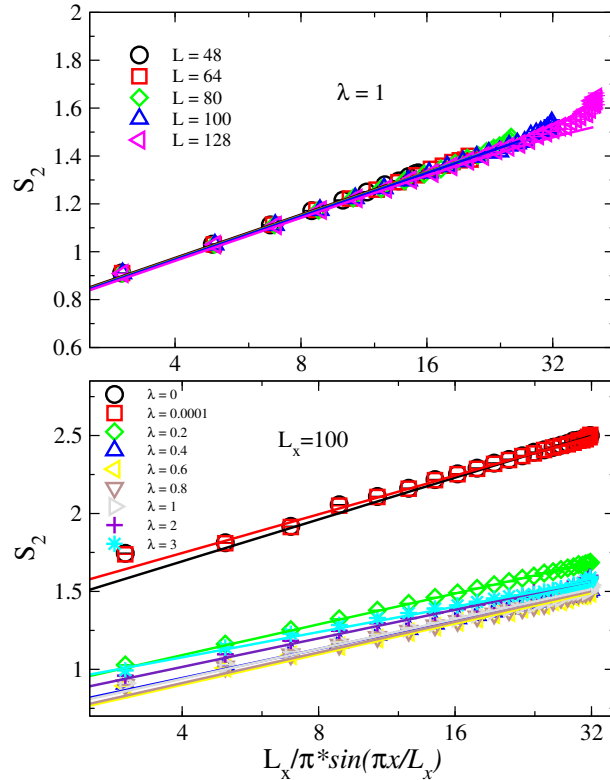 2
1.8
1.6
1.4
1.2
1
0.8
0.6
S2
L = 48
L = 64
L = 80
L = 100
L = 128
λ = 1
4
8
16
32
2.5
2
1.5
1
S2
λ = 0
λ = 0.0001
λ = 0.2
λ = 0.4
λ = 0.6
λ = 0.8
λ = 1
λ = 2
λ = 3
Lx=100
4
8
16
32
Lx/π*sin(πx/Lx)